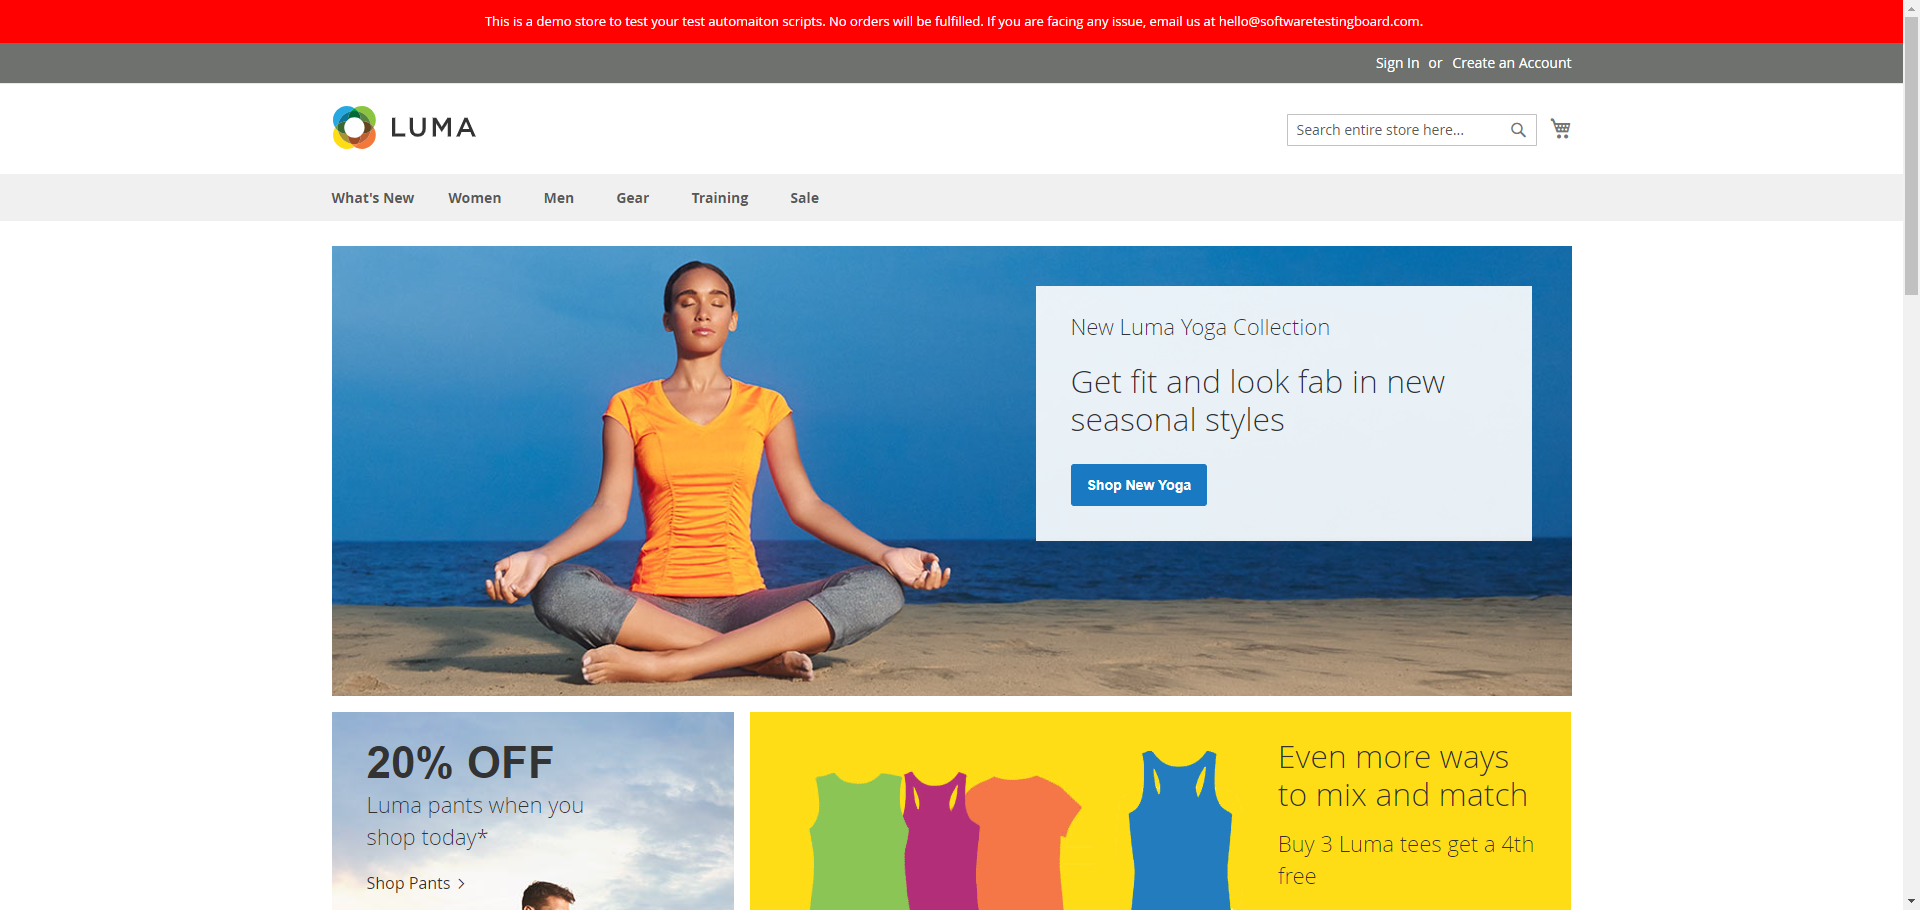 This is a demo store to test your test automaiton scripts. No orders will be fulfilled. If you are facing any issue, email us at hello@softwaretestingboard.com.
Sign In or Create an Account
LUMA
Search entire store here...
What's New Women Men Gear Training Sale
New Luma Yoga Collection
Get fit and look fab in new
seasonal styles
Shop New Yoga
20% OFF
Luma pants when you
shop today*
Shop Pants
Even more ways
to mix and match
Buy 3 Luma tees get a 4th
free